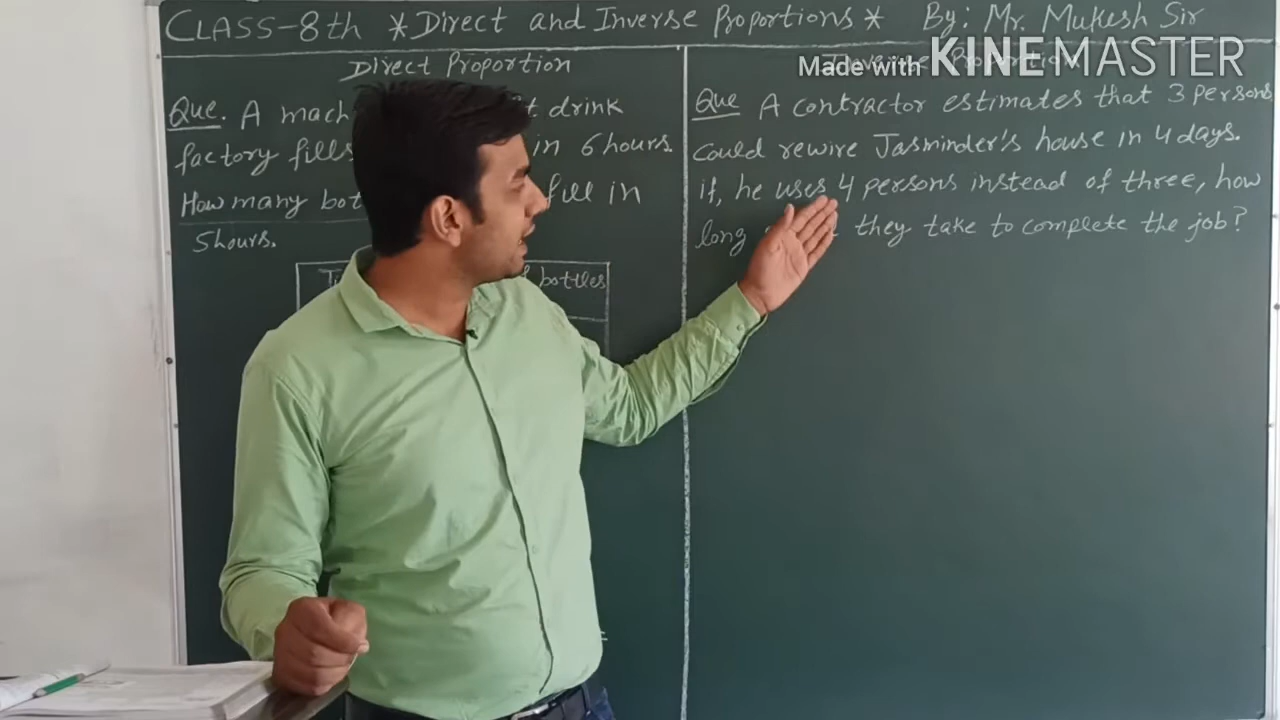 CLASS-8th *Direct and Inverse Proportions * By: Mr. Mukesh Sir
Made with KINEMASTER
Direct Proportion
Que. A drink
factory fills in 6 hours.
How many fill in
5hours.
bottles
Proportion
Que A contractor estimates that 3 persons
Could rewire Jasminder's house in 4 days.
if, he uses 4 persons instead of three, how
long they take to complete the job?